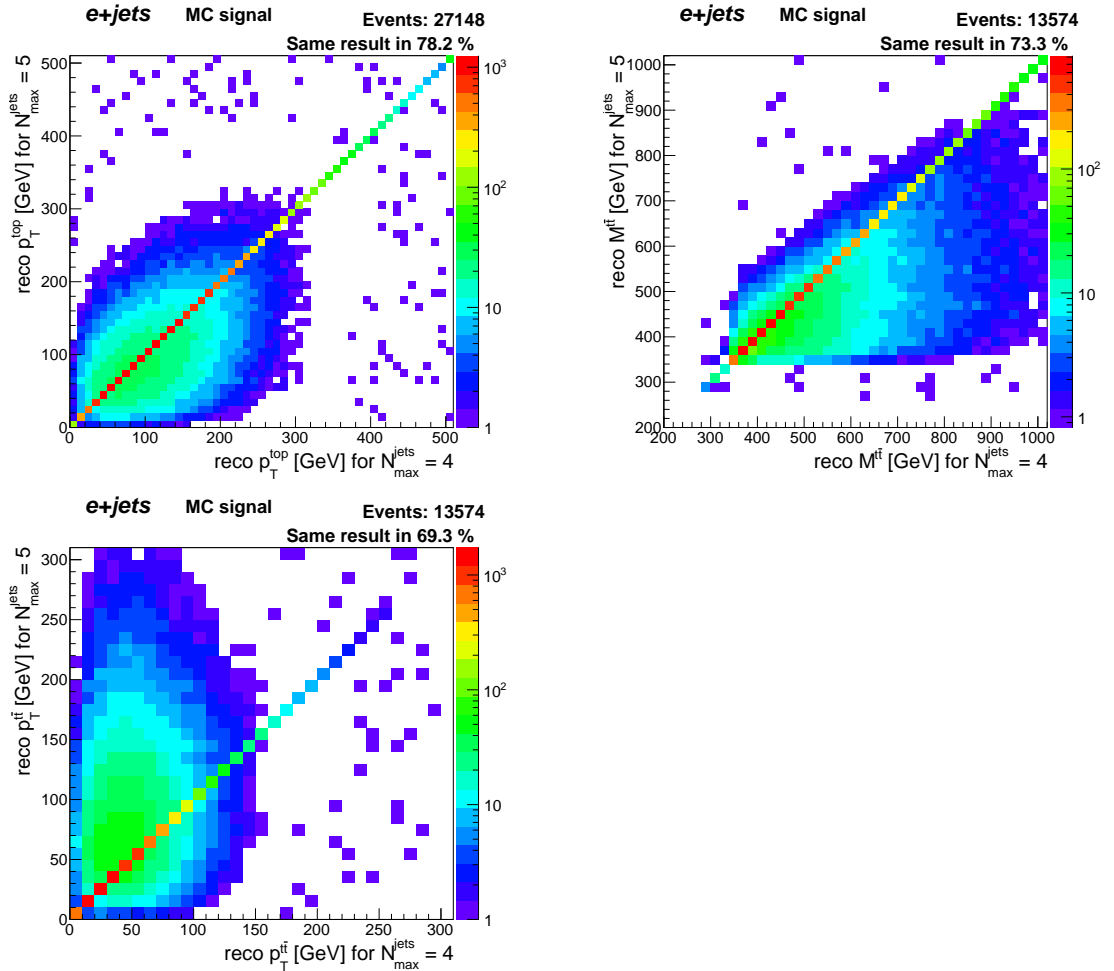 e+jets MC signal Events: 27148
Same result in 78.2 %
reco p_T^top [GeV] for N_max^jets = 5
500
400
300
200
100
0
0 100 200 300 400 500
reco p_T^top [GeV] for N_max^jets = 4
10^3
10^2
10
1
e+jets MC signal Events: 13574
Same result in 73.3 %
reco M^tt̄ [GeV] for N_max^jets = 5
1000
900
800
700
600
500
400
300
200
200 300 400 500 600 700 800 900 1000
reco M^tt̄ [GeV] for N_max^jets = 4
10^2
10
1
e+jets MC signal Events: 13574
Same result in 69.3 %
reco p_T^tt̄ [GeV] for N_max^jets = 5
300
250
200
150
100
50
0
0 50 100 150 200 250 300
reco p_T^tt̄ [GeV] for N_max^jets = 4
10^3
10^2
10
1